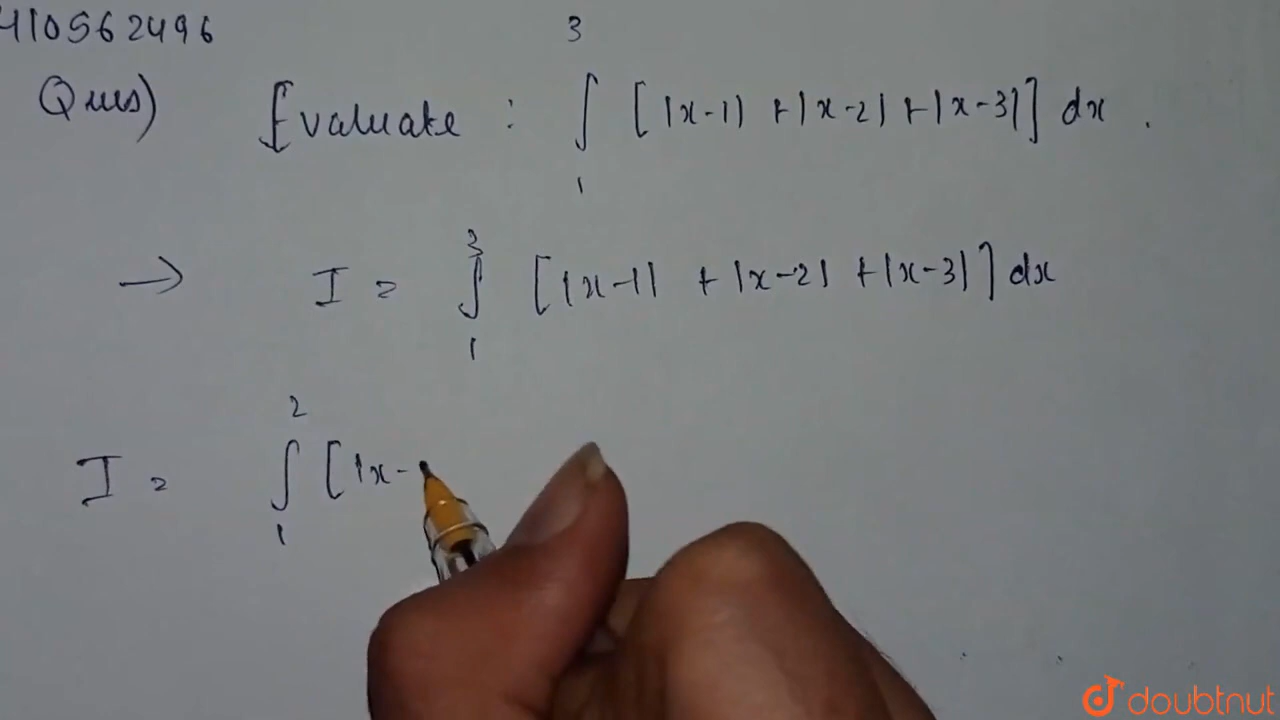 410562496
Ques) Evaluate : ∫₁³ [|x-1| + |x-2| + |x-3|] dx .
→ I = ∫₁³ [|x-1| + |x-2| + |x-3|] dx
I = ∫₁² [|x-
doubtnut